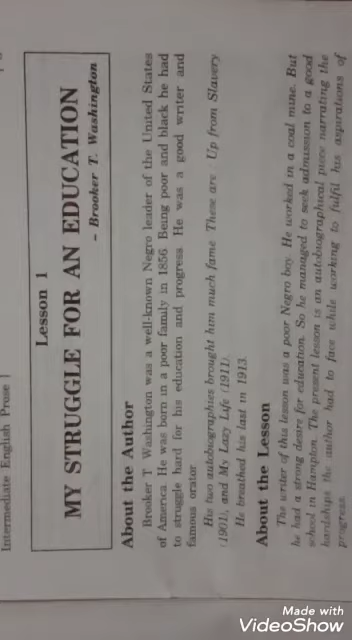 Intermediate English Prose ]
Lesson 1
MY STRUGGLE FOR AN EDUCATION
– Brooker T. Washington
About the Author
Brooker T Washington was a well-known Negro leader of the United States
of America He was born in a poor family in 1856 Being poor and black he had
to struggle hard for his education and progress. He was a good writer and
famous orator
His two autobiographies brought him much fame These are Up from Slavery
(1901), and My Lazy Life (1911).
He breathed his last in 1913.
About the Lesson
The writer of this lesson was a poor Negro boy. He worked in a coal mine. But
he had a strong desire for education. So he managed to seek admission to a good
school in Hampton. The present lesson is an autobiographical piece narrating the
hardships the author had to face while working to fulfil his aspirations of
progress.
Made with
VideoShow